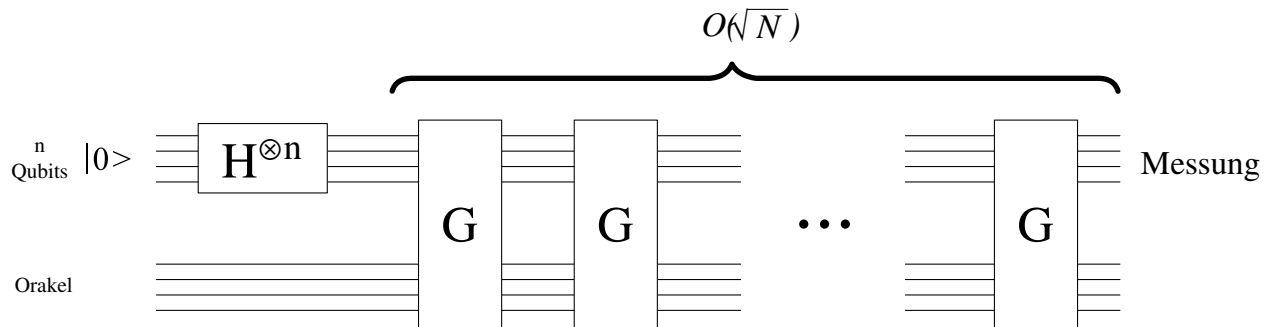 O(√N)
n
Qubits
|0>
H⊗n
G
G
...
G
Messung
Orakel